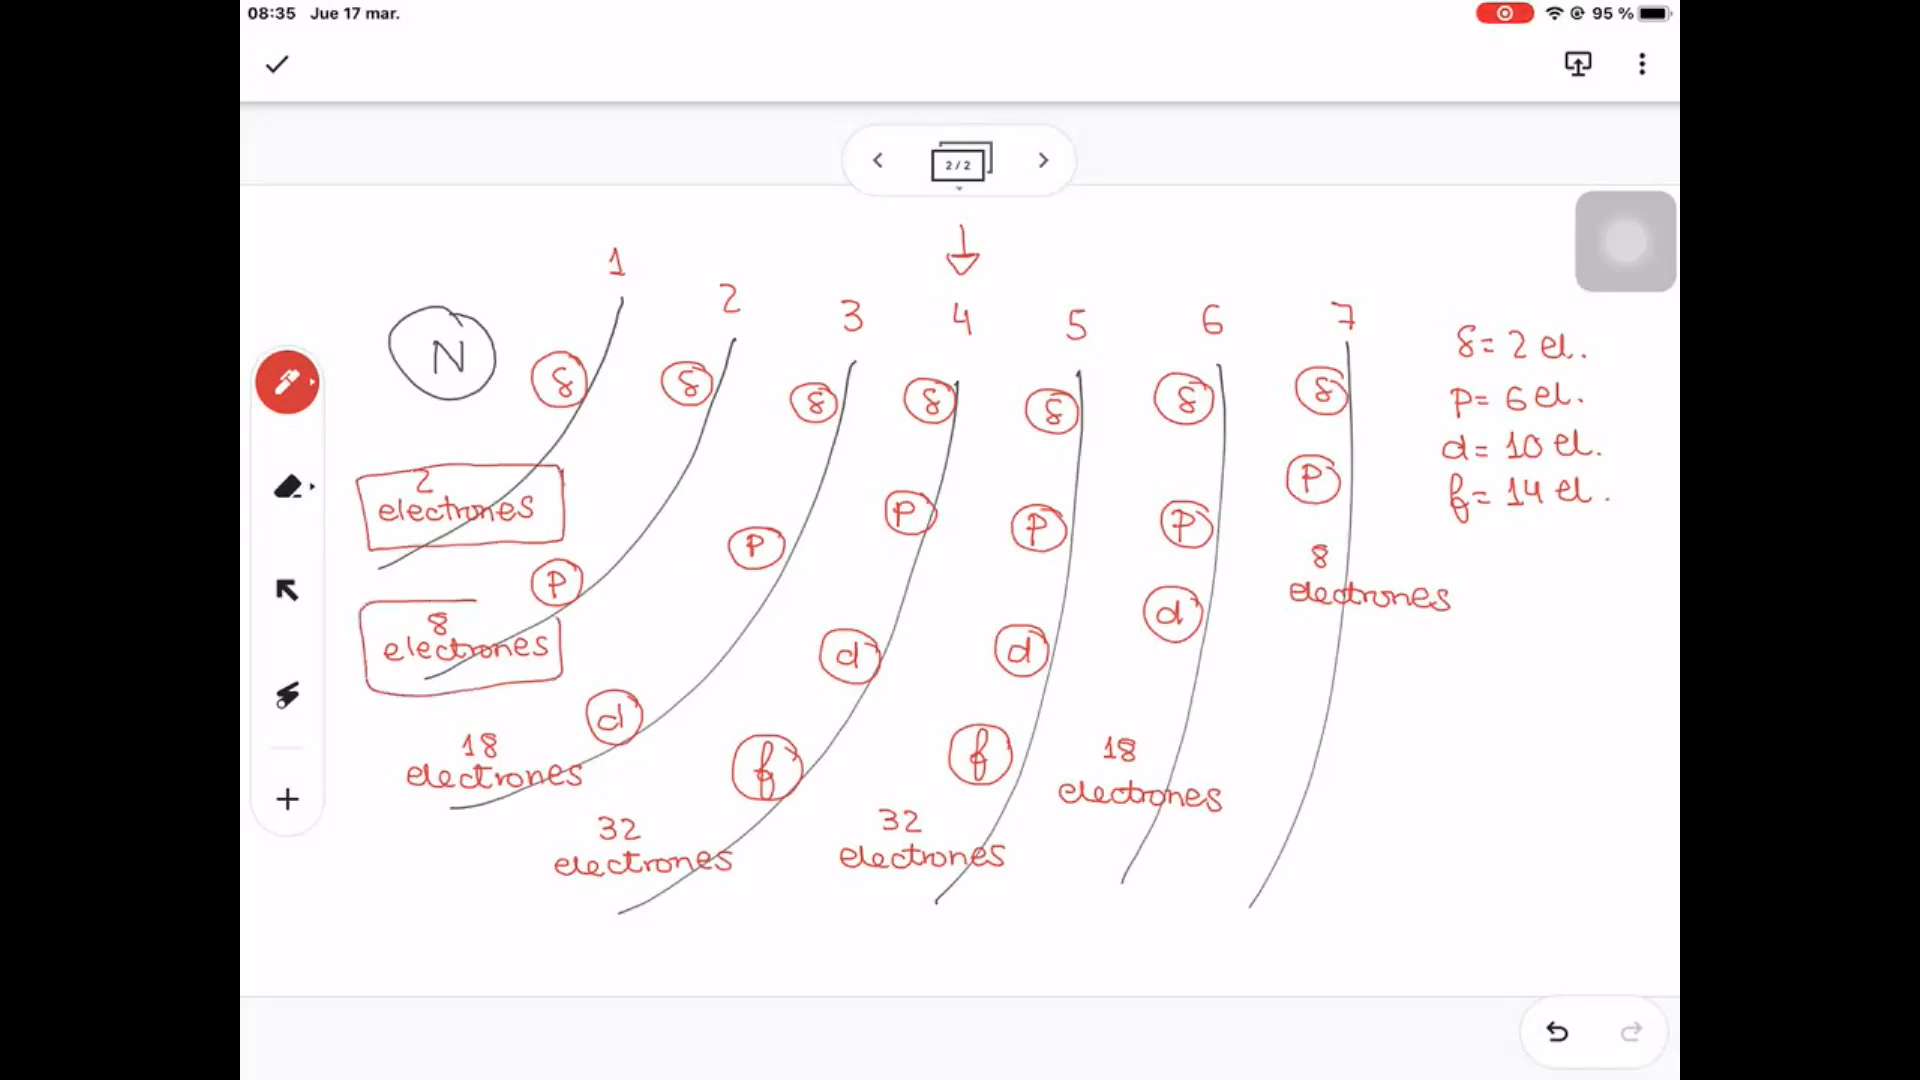 08:35 Jue 17 mar.
95 %
2 / 2
1 2 3 4 5 6 7
N
s s s s s s s
s = 2 el.
p = 6 el.
d = 10 el.
f = 14 el.
p p p p p p
d d d d
f f
2
electrones
8
electrones
18
electrones
32
electrones
32
electrones
18
electrones
8
electrones